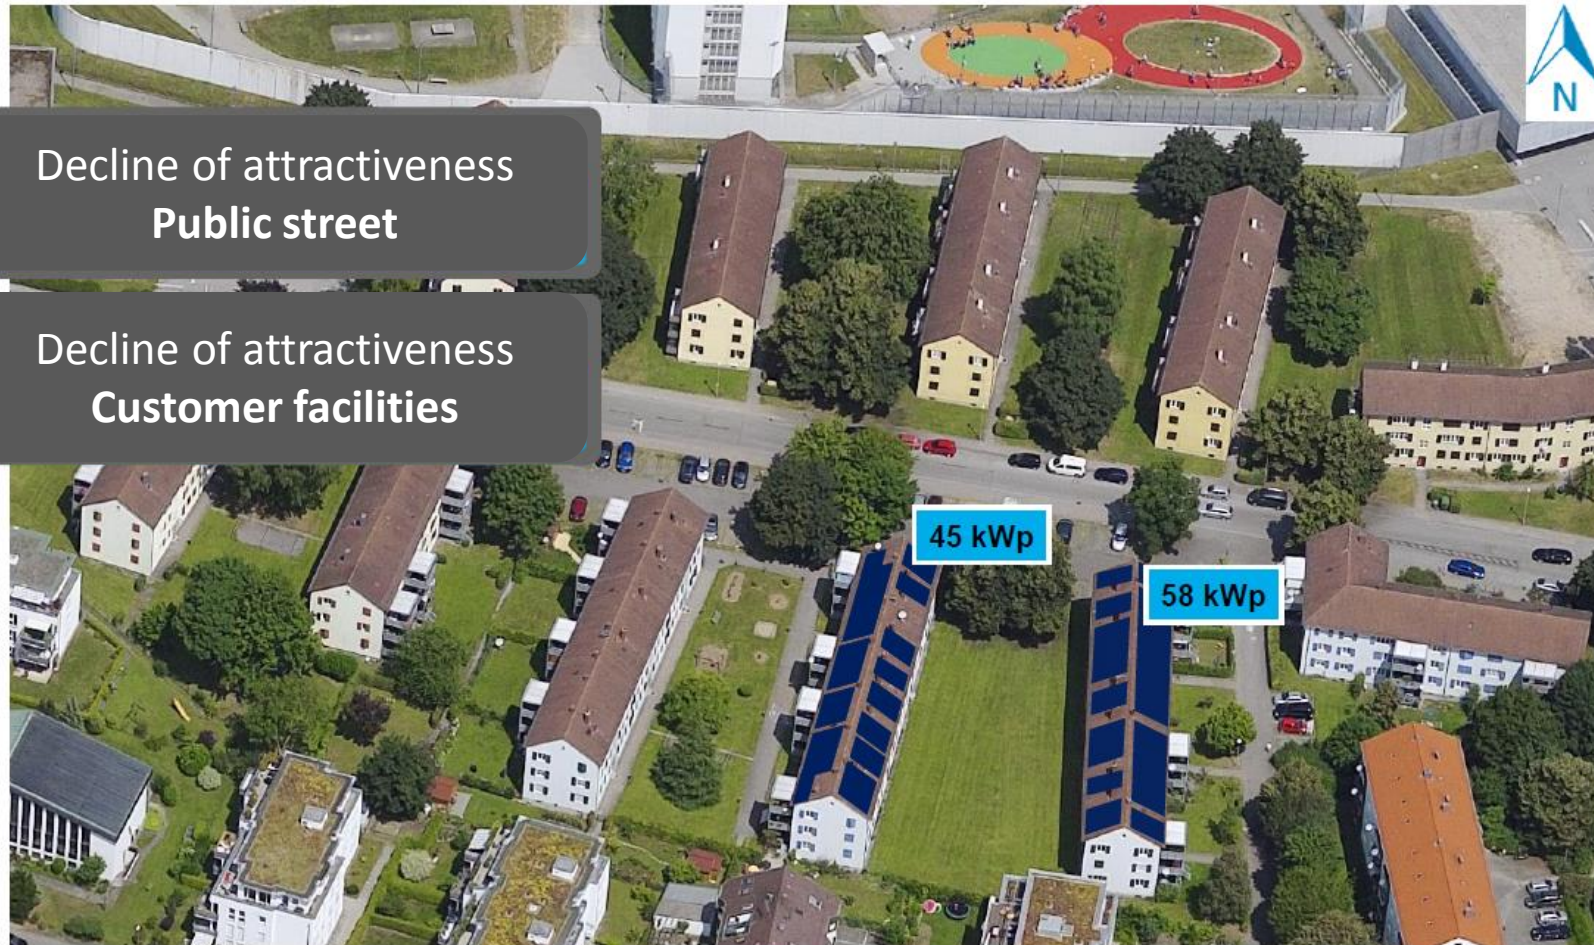 N
Decline of attractiveness
Public street
Decline of attractiveness
Customer facilities
45 kWp
58 kWp